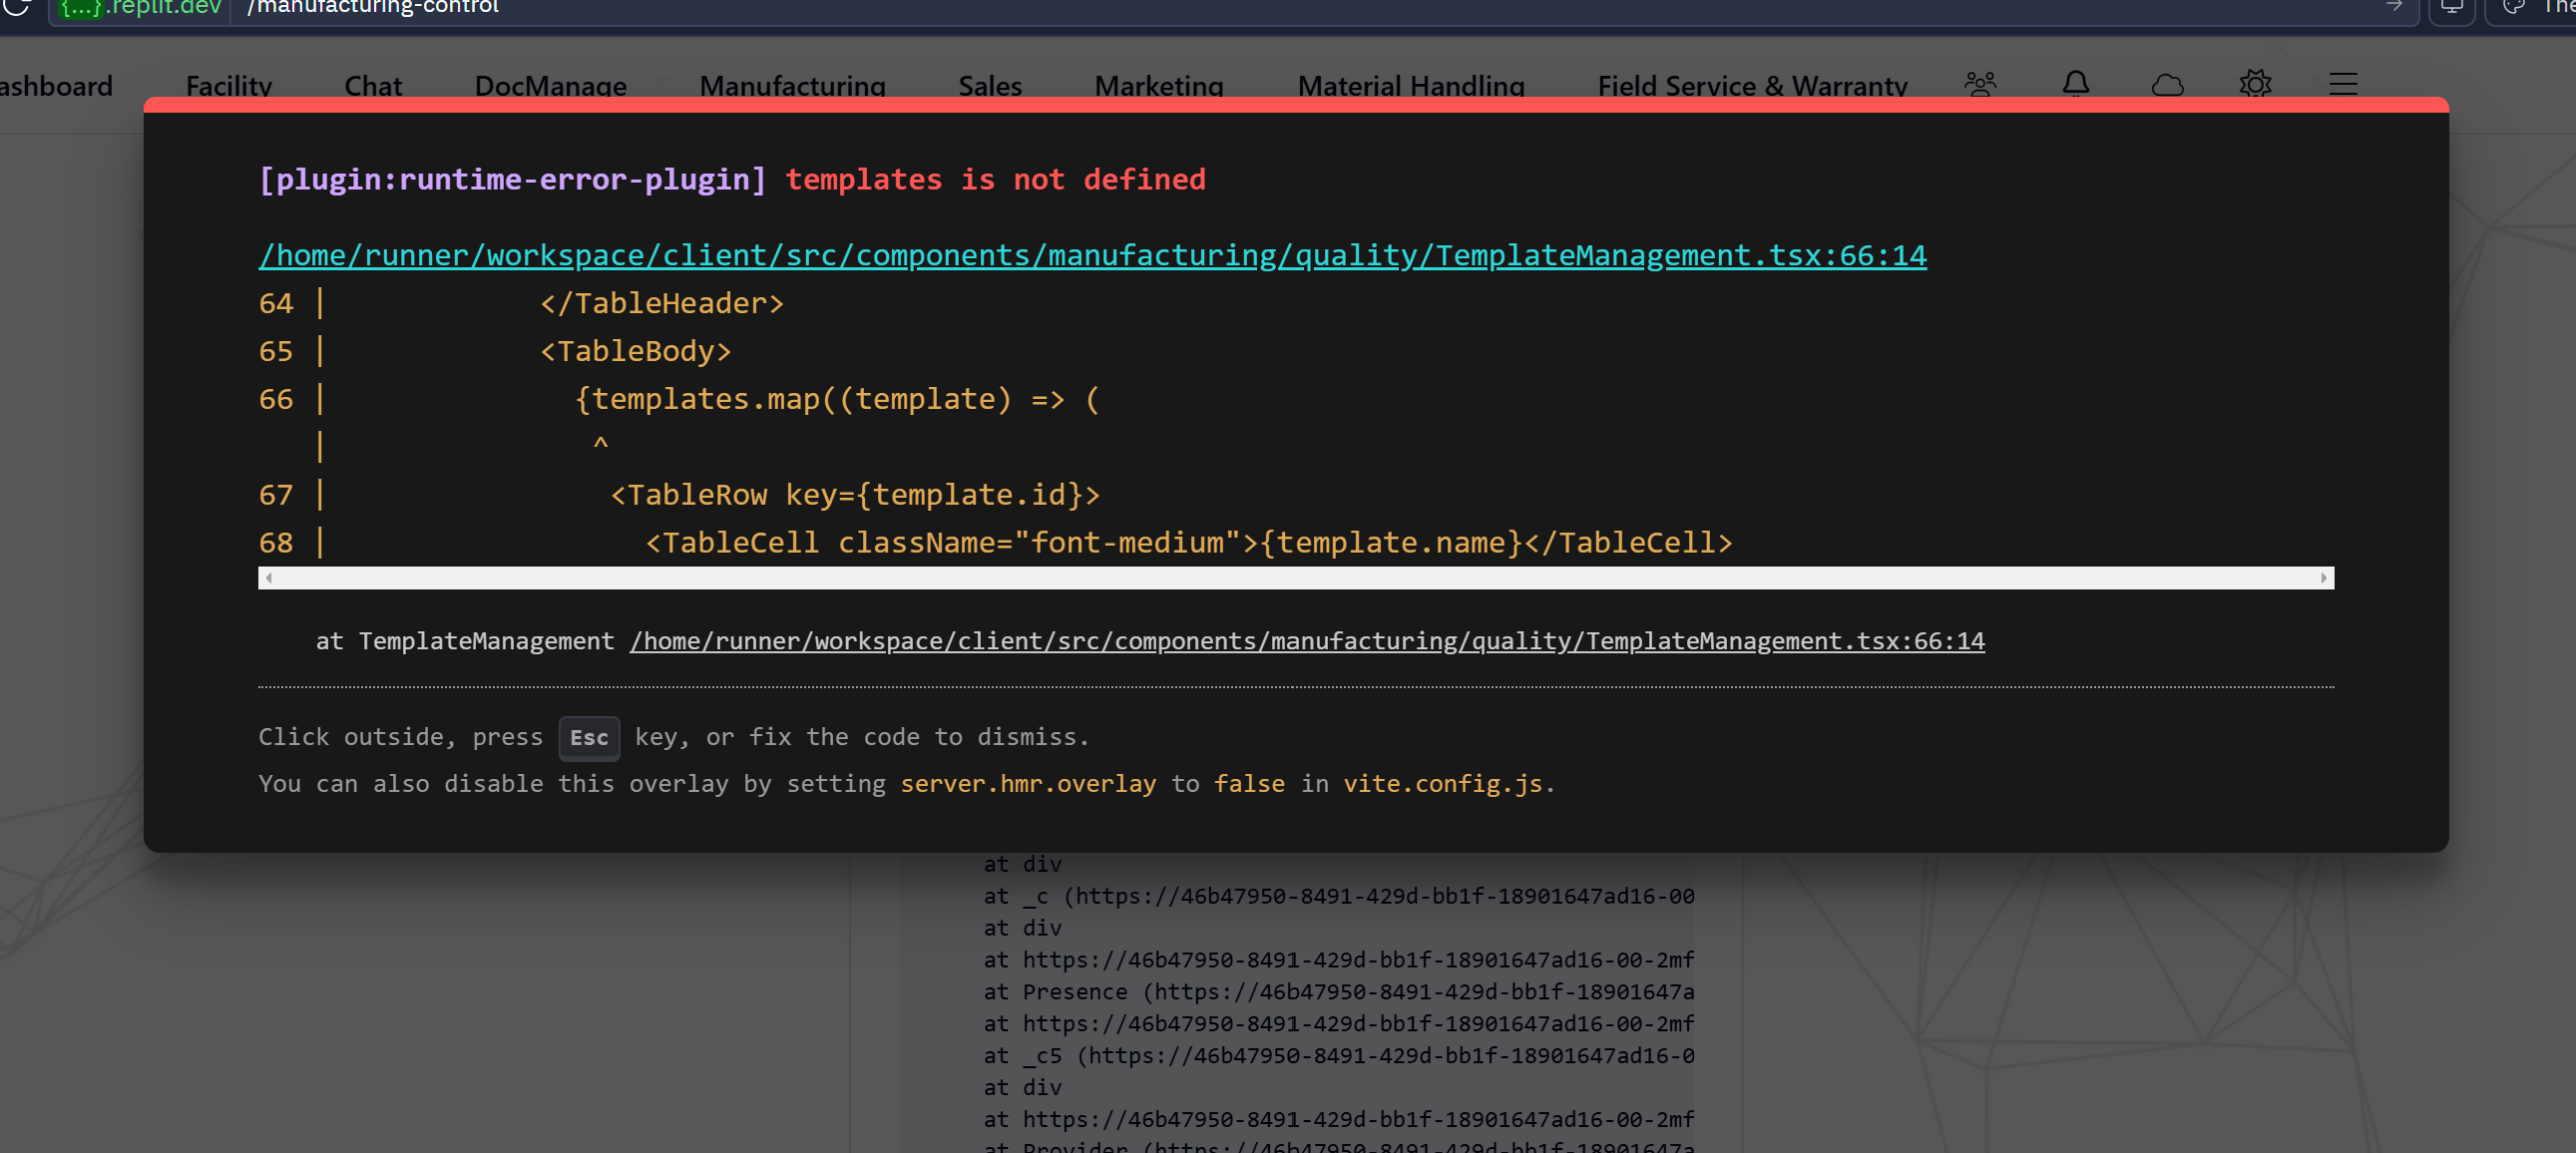 {...}.replit.dev /manufacturing-control
ashboard Facility Chat DocManage Manufacturing Sales Marketing Material Handling Field Service & Warranty
[plugin:runtime-error-plugin] templates is not defined
/home/runner/workspace/client/src/components/manufacturing/quality/TemplateManagement.tsx:66:14
64 | </TableHeader>
65 | <TableBody>
66 | {templates.map((template) => (
| ^
67 | <TableRow key={template.id}>
68 | <TableCell className="font-medium">{template.name}</TableCell>
at TemplateManagement /home/runner/workspace/client/src/components/manufacturing/quality/TemplateManagement.tsx:66:14
Click outside, press Esc key, or fix the code to dismiss.
You can also disable this overlay by setting server.hmr.overlay to false in vite.config.js.
at div
at _c (https://46b47950-8491-429d-bb1f-18901647ad16-00
at div
at https://46b47950-8491-429d-bb1f-18901647ad16-00-2mf
at Presence (https://46b47950-8491-429d-bb1f-18901647a
at https://46b47950-8491-429d-bb1f-18901647ad16-00-2mf
at _c5 (https://46b47950-8491-429d-bb1f-18901647ad16-0
at div
at https://46b47950-8491-429d-bb1f-18901647ad16-00-2mf
at Provider (https://46b47950-8491-429d-bb1f-18901647a